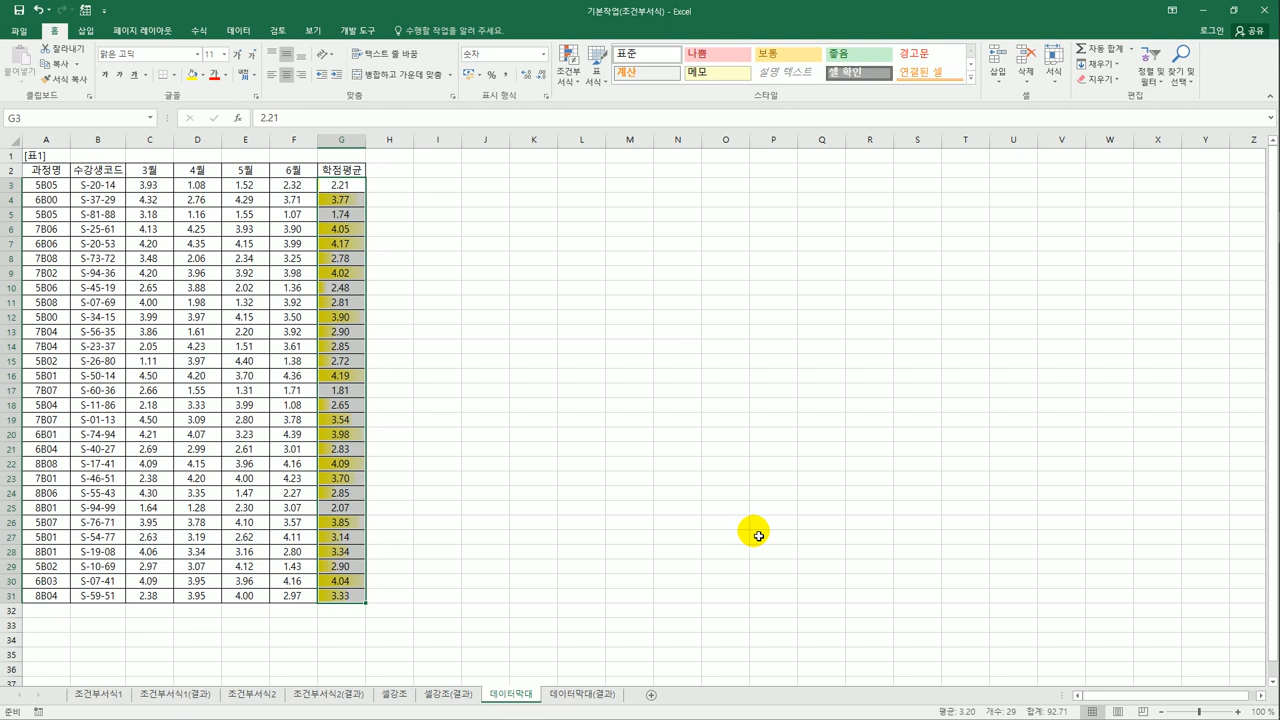 기본작업(조건부서식) - Excel
파일 홈 삽입 페이지 레이아웃 수식 데이터 검토 보기 개발 도구 수행할 작업을 알려 주세요. 로그인 공유
붙여넣기 잘라내기 복사 서식 복사
맑은 고딕 11 가 가
가 가 가
텍스트 줄 바꿈
병합하고 가운데 맞춤
숫자
조건부 서식 표 서식
표준 나쁨 보통 좋음 경고문
계산 메모 설명 텍스트 셀 확인 연결된 셀
삽입 삭제 서식
자동 합계 채우기 지우기
정렬 및 필터 찾기 및 선택
클립보드 글꼴 맞춤 표시 형식 스타일 셀 편집
G3 fx 2.21
A B C D E F G H I J K L M N O P Q R S T U V W X Y Z
1 [표1]
2 과정명 수강생코드 3월 4월 5월 6월 학점평균
3 5B05 S-20-14 3.93 1.08 1.52 2.32 2.21
4 6B00 S-37-29 4.32 2.76 4.29 3.71 3.77
5 5B05 S-81-88 3.18 1.16 1.55 1.07 1.74
6 7B06 S-25-61 4.13 4.25 3.93 3.90 4.05
7 6B06 S-20-53 4.20 4.35 4.15 3.99 4.17
8 7B08 S-73-72 3.48 2.06 2.34 3.25 2.78
9 7B02 S-94-36 4.20 3.96 3.92 3.98 4.02
10 6B06 S-45-19 2.65 3.88 2.02 1.36 2.48
11 5B08 S-07-69 4.00 1.98 1.32 3.92 2.81
12 5B00 S-34-15 3.99 3.97 4.15 3.50 3.90
13 7B04 S-56-35 3.86 1.61 2.20 3.92 2.90
14 7B04 S-23-37 2.05 4.23 1.51 3.61 2.85
15 5B02 S-26-80 1.11 3.97 4.40 1.38 2.72
16 5B01 S-50-14 4.50 4.20 3.70 4.36 4.19
17 7B07 S-60-36 2.66 1.55 1.31 1.71 1.81
18 5B04 S-11-86 2.18 3.33 3.99 1.08 2.65
19 7B07 S-01-13 4.50 3.09 2.80 3.78 3.54
20 6B01 S-74-94 4.21 4.07 3.23 4.39 3.98
21 6B04 S-40-27 2.69 2.99 2.61 3.01 2.83
22 8B08 S-17-41 4.09 4.15 3.96 4.16 4.09
23 7B01 S-46-51 2.38 4.20 4.00 4.23 3.70
24 8B06 S-55-43 4.30 3.35 1.47 2.27 2.85
25 8B01 S-94-99 1.64 1.28 2.30 3.07 2.07
26 5B07 S-76-71 3.95 3.78 4.10 3.57 3.85
27 5B01 S-54-77 2.63 3.19 2.62 4.11 3.14
28 8B01 S-19-08 4.06 3.34 3.16 2.80 3.34
29 5B02 S-10-69 2.97 3.07 4.12 1.43 2.90
30 6B03 S-07-41 4.09 3.95 3.96 4.16 4.04
31 8B04 S-59-51 2.38 3.95 4.00 2.97 3.33
32
33
34
35
36
37
조건부서식1 조건부서식1(결과) 조건부서식2 조건부서식2(결과) 셀강조 셀강조(결과) 데이터막대 데이터막대(결과)
준비 평균: 3.20 개수: 29 합계: 92.71 100 %